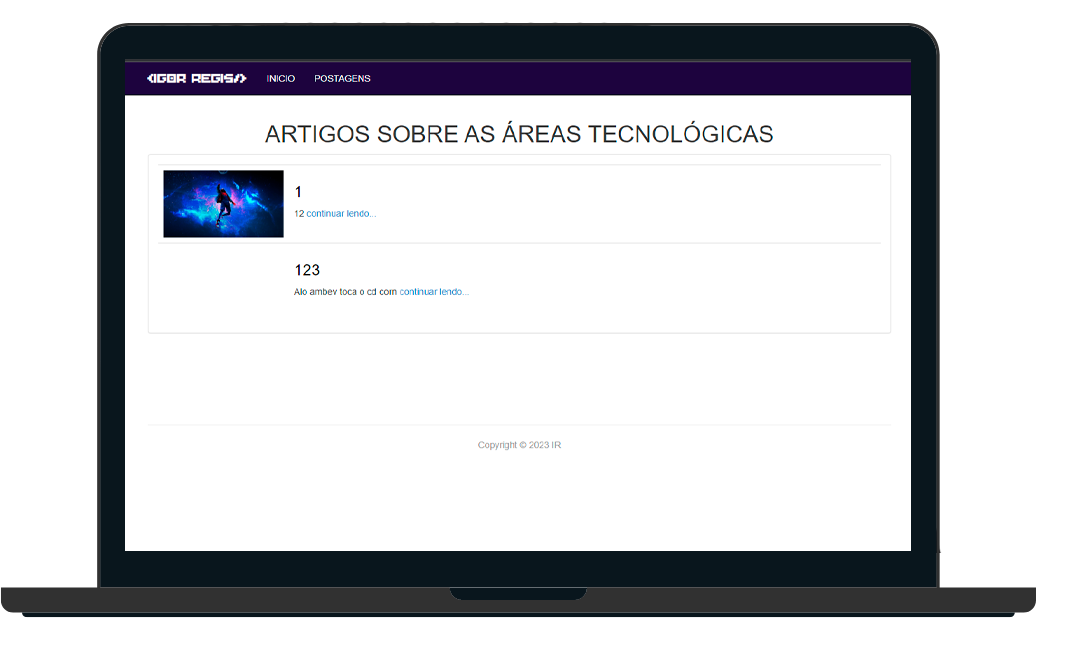 <IGOR REGIS/> INICIO POSTAGENS
ARTIGOS SOBRE AS ÁREAS TECNOLÓGICAS
1
12 continuar lendo...
123
Alo ambev toca o cd com continuar lendo...
Copyright © 2023 IR